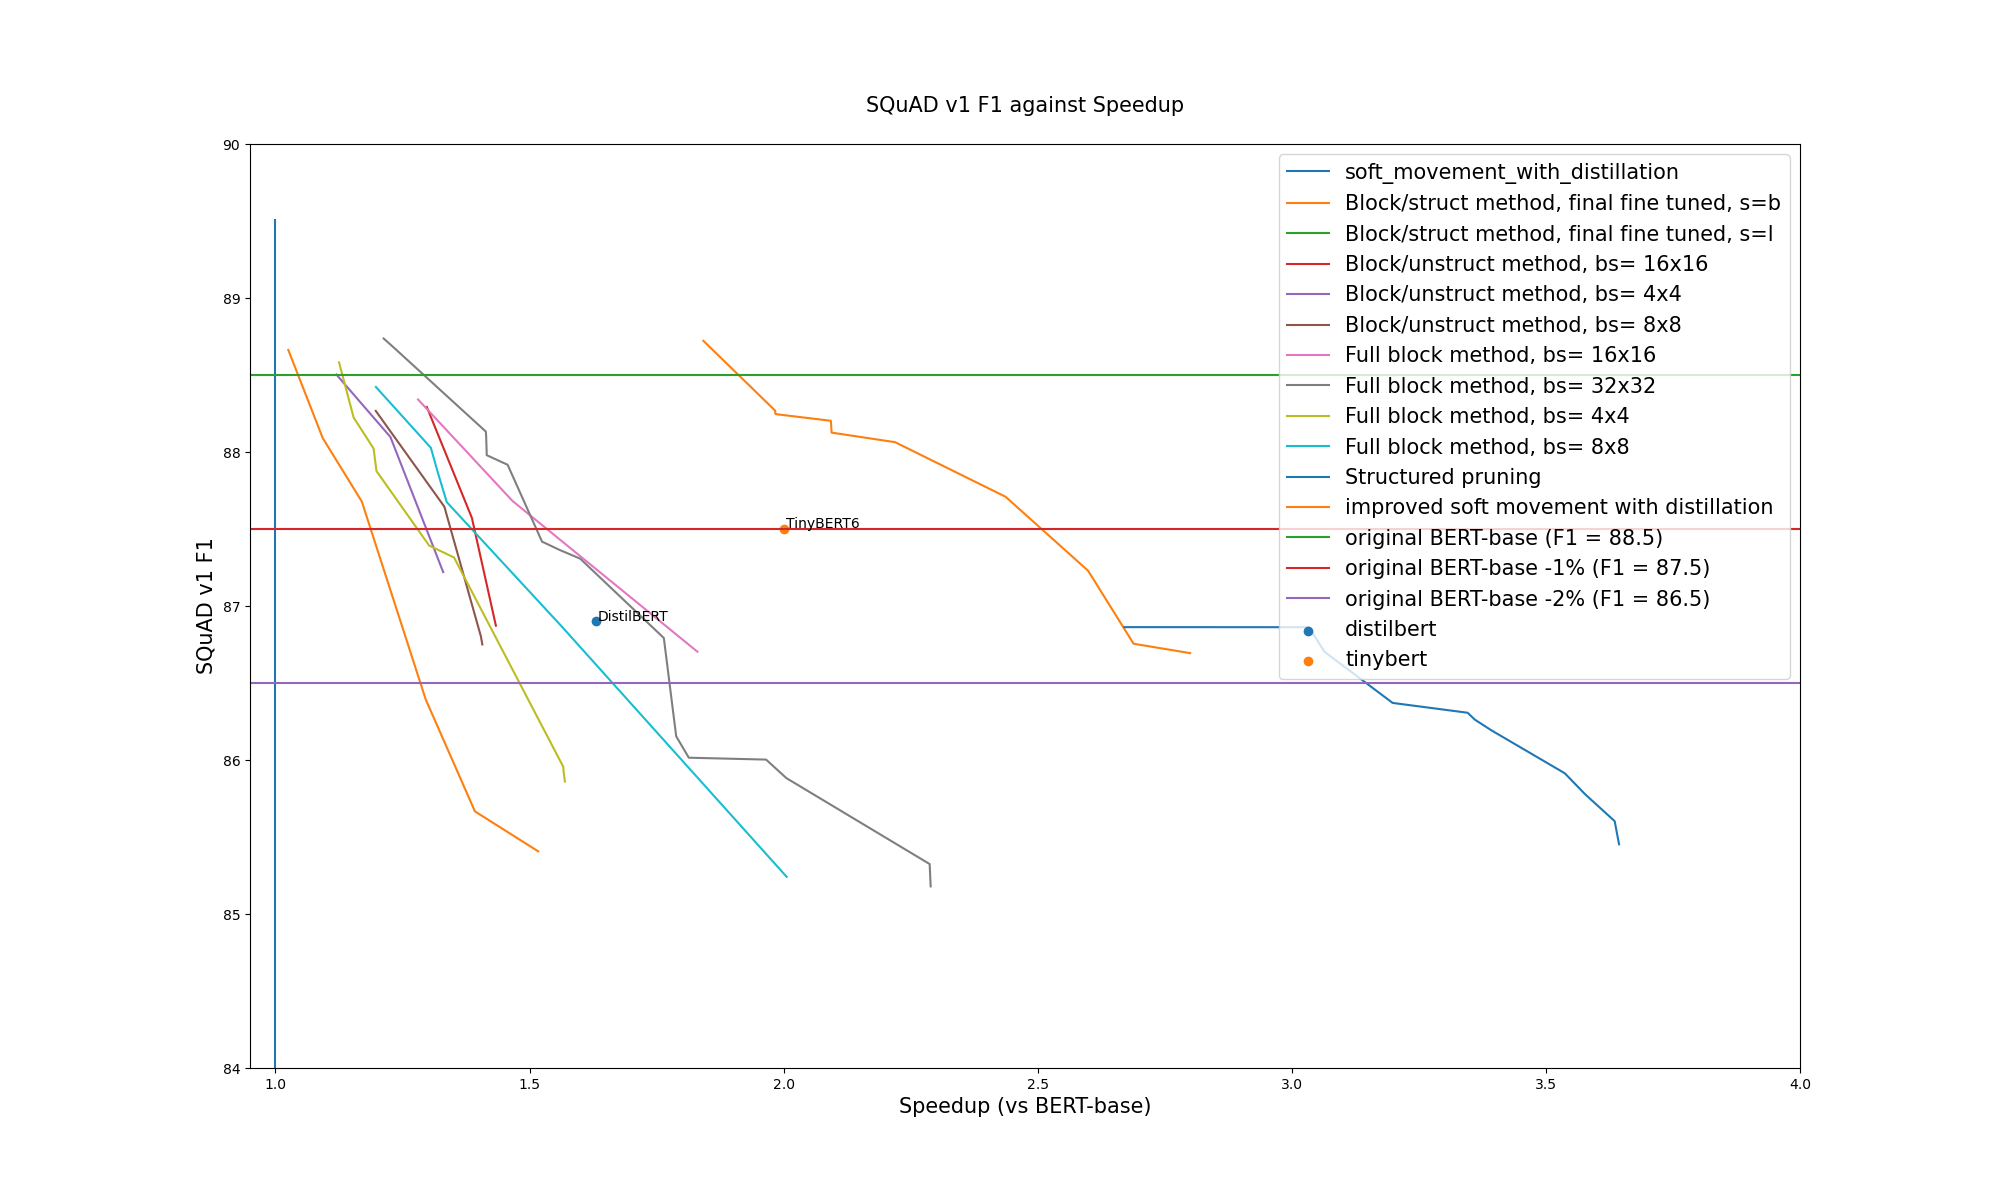 SQuAD v1 F1 against Speedup
90
89
88
87
86
85
84
SQuAD v1 F1
soft_movement_with_distillation
Block/struct method, final fine tuned, s=b
Block/struct method, final fine tuned, s=l
Block/unstruct method, bs= 16x16
Block/unstruct method, bs= 4x4
Block/unstruct method, bs= 8x8
Full block method, bs= 16x16
Full block method, bs= 32x32
Full block method, bs= 4x4
Full block method, bs= 8x8
Structured pruning
improved soft movement with distillation
original BERT-base (F1 = 88.5)
original BERT-base -1% (F1 = 87.5)
original BERT-base -2% (F1 = 86.5)
distilbert
tinybert
TinyBERT6
DistilBERT
1.0 1.5 2.0 2.5 3.0 3.5 4.0
Speedup (vs BERT-base)